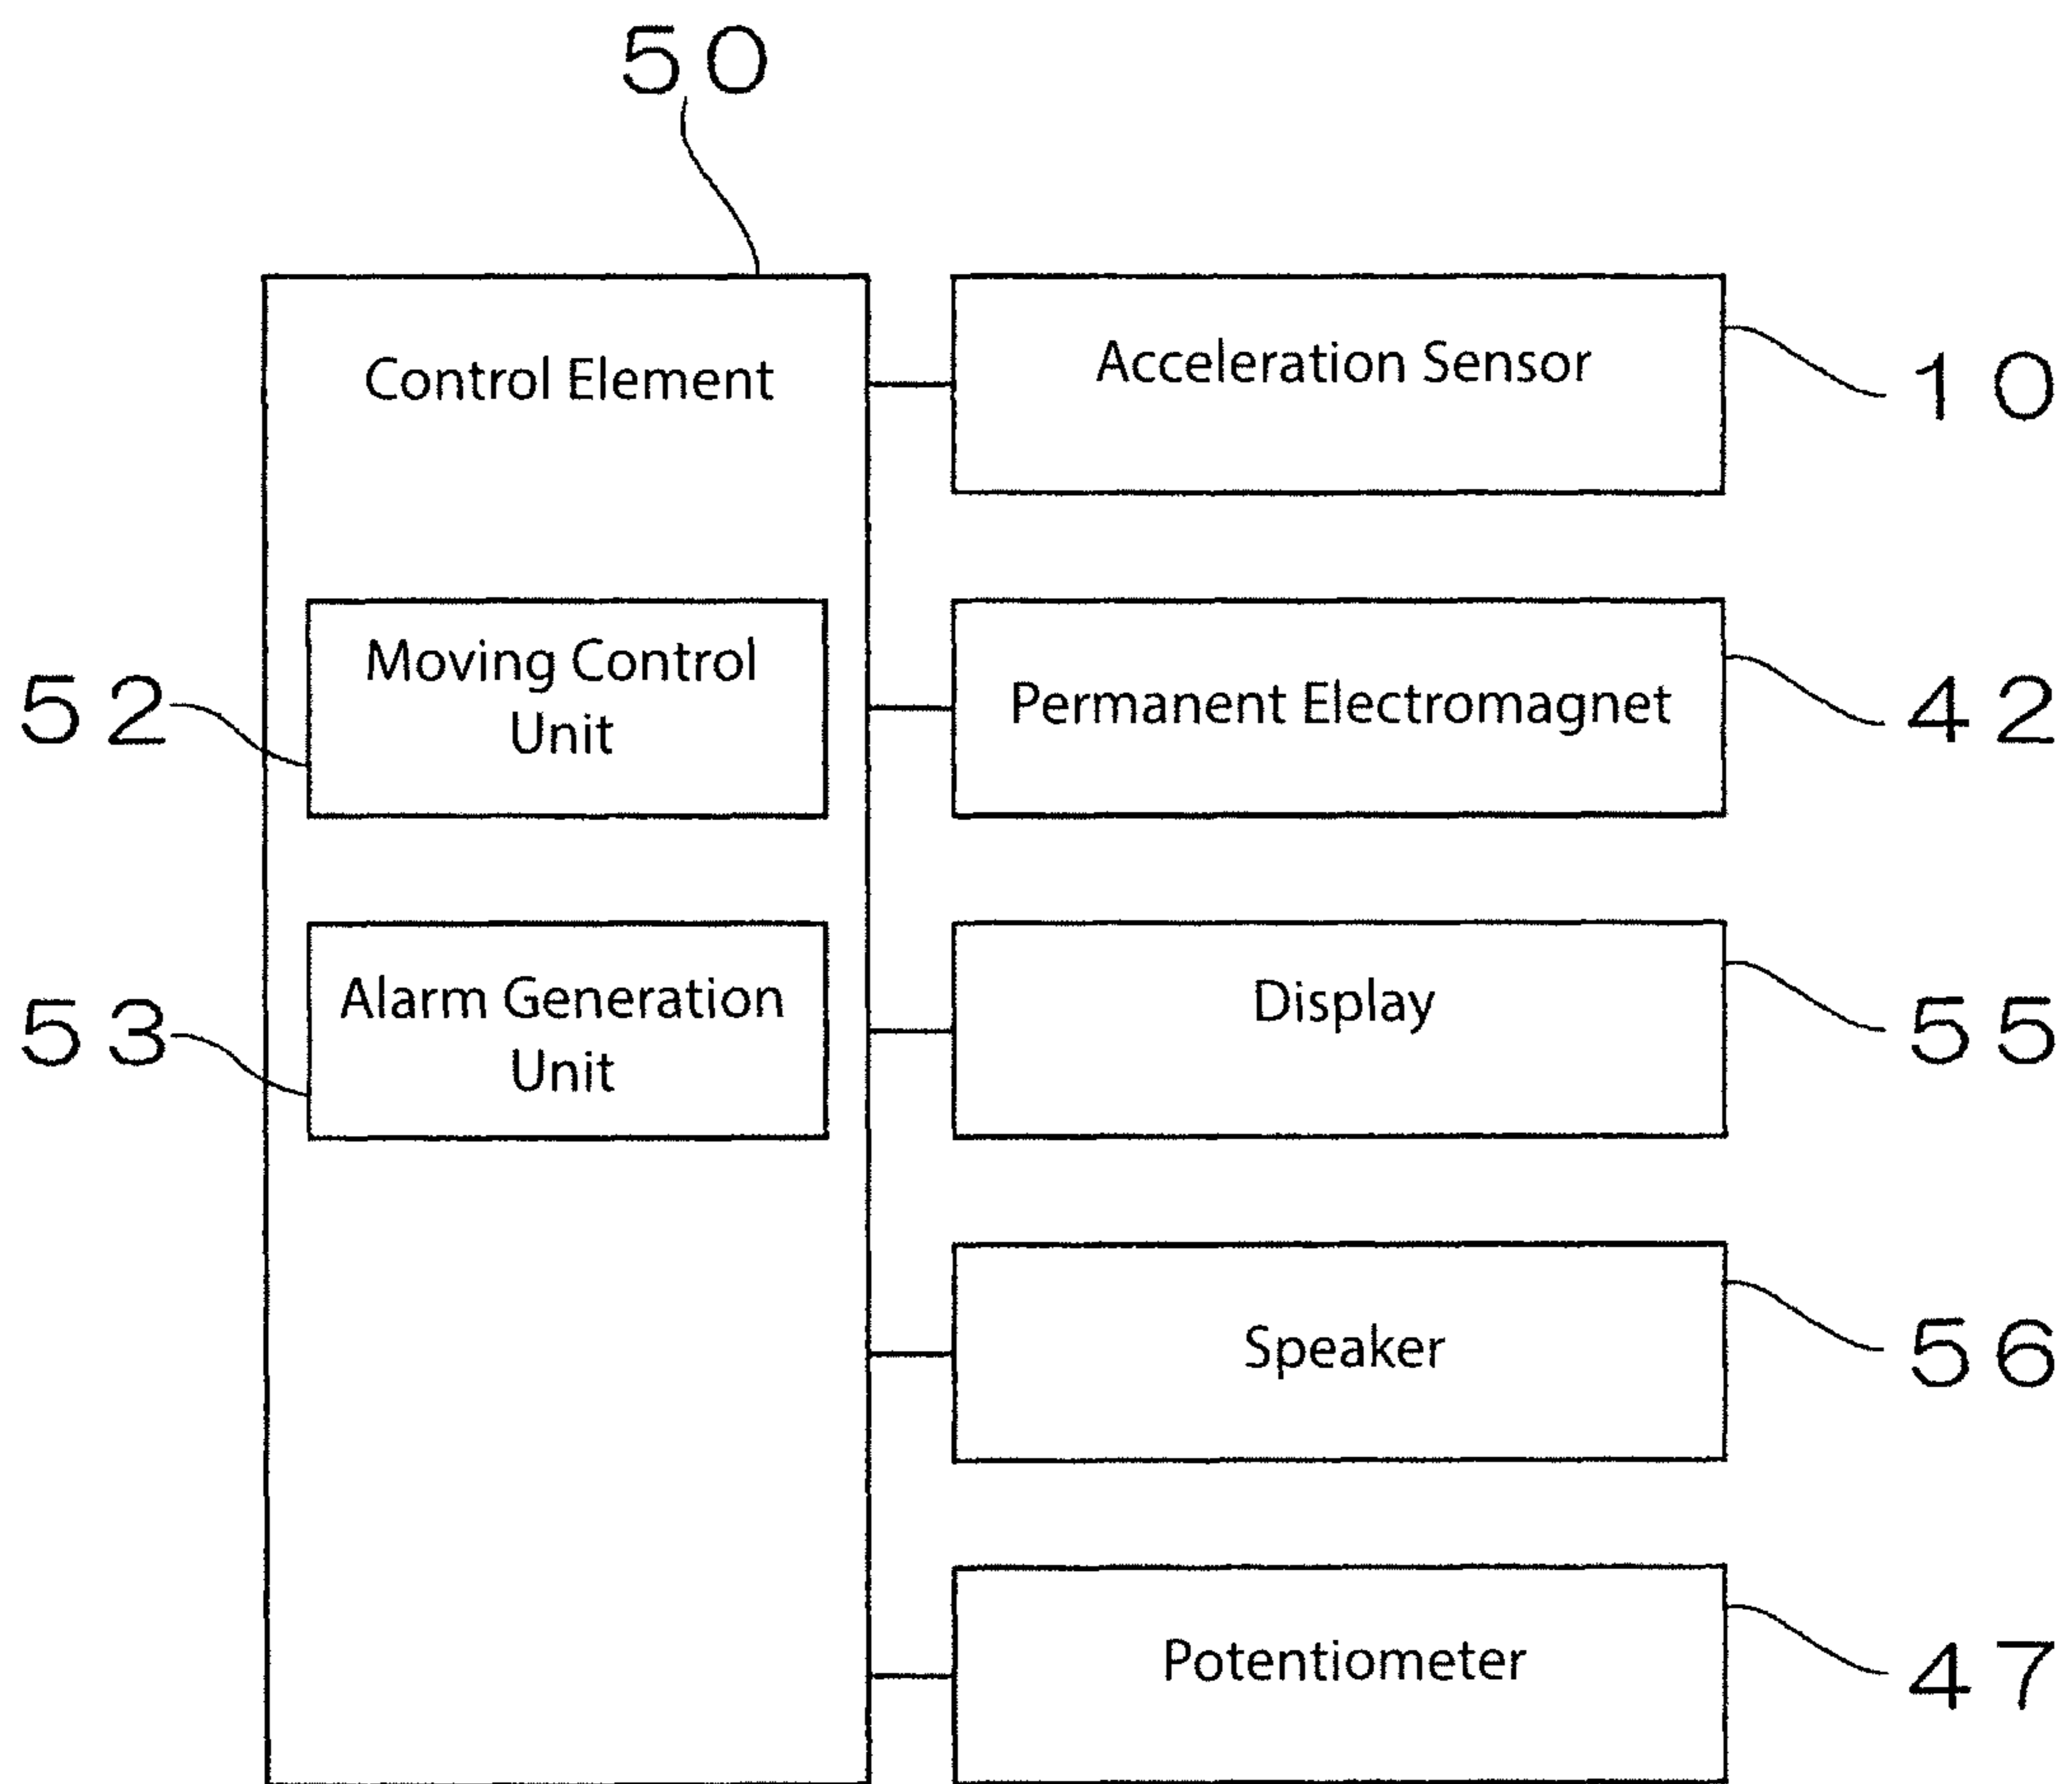 50
Control Element
Acceleration Sensor
10
Moving Control
Unit
52
Permanent Electromagnet
42
Alarm Generation
Unit
53
Display
55
Speaker
56
Potentiometer
47